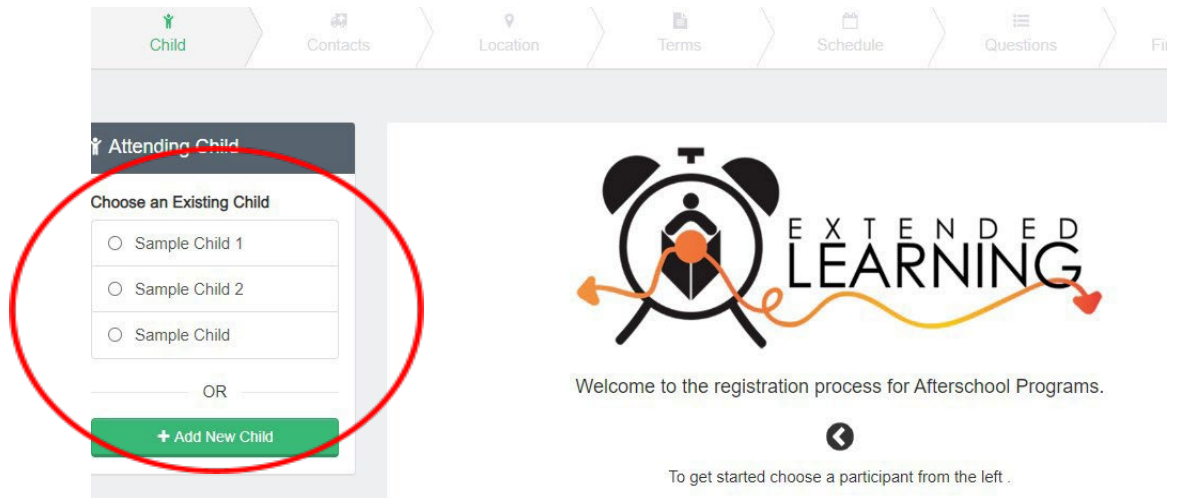 Child
Contacts
Location
Terms
Schedule
Questions
Attending Child
Choose an Existing Child
Sample Child 1
Sample Child 2
Sample Child
OR
+ Add New Child
EXTENDED
LEARNING
Welcome to the registration process for Afterschool Programs.
To get started choose a participant from the left .